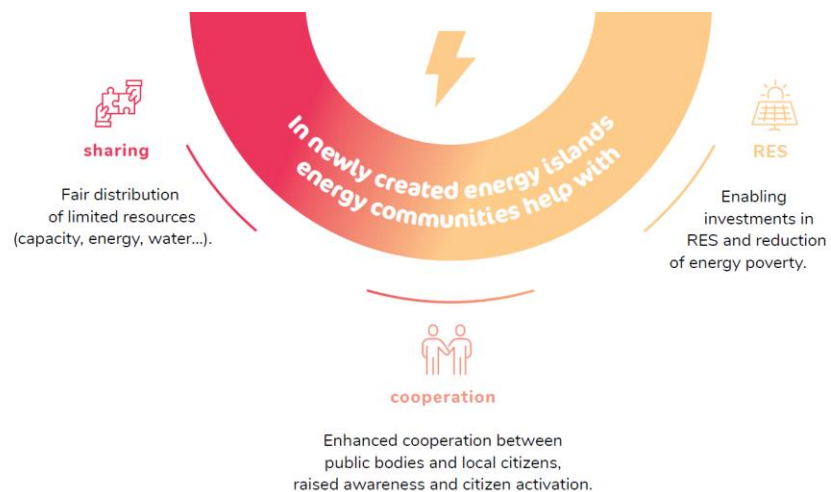 In newly created energy islands
energy communities help with
sharing
Fair distribution
of limited resources
(capacity, energy, water...).
cooperation
Enhanced cooperation between
public bodies and local citizens,
raised awareness and citizen activation.
RES
Enabling
investments in
RES and reduction
of energy poverty.